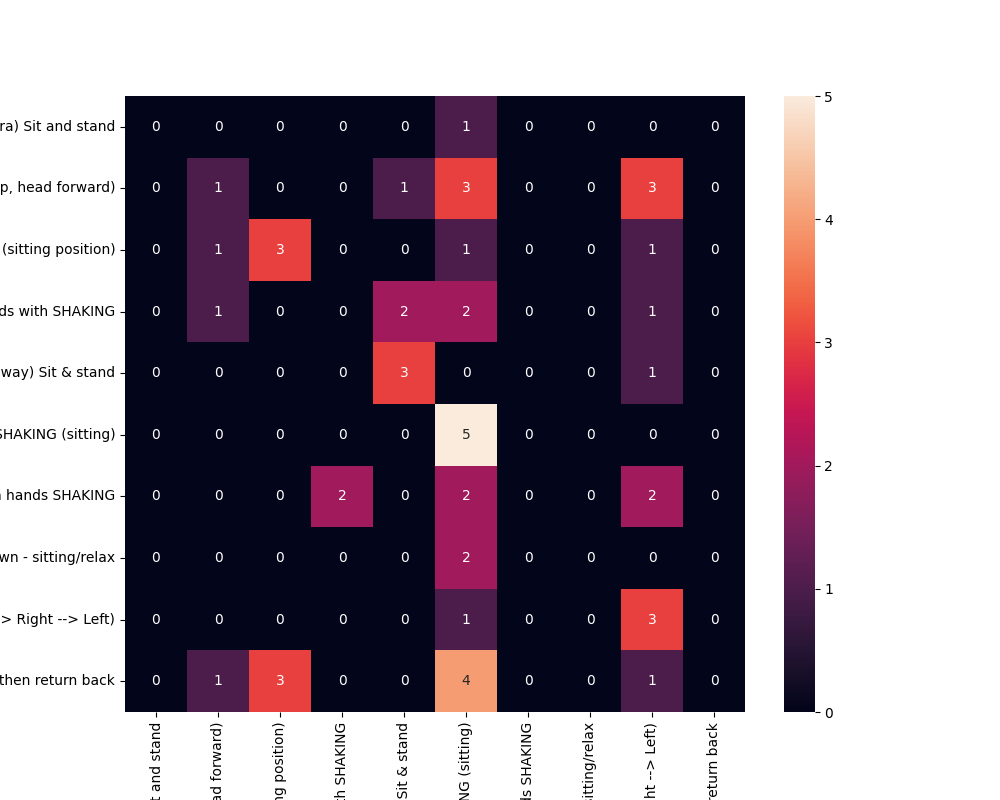 ra) Sit and stand 0 0 0 0 0 1 0 0 0 0
p, head forward) 0 1 0 0 1 3 0 0 3 0
(sitting position) 0 1 3 0 0 1 0 0 1 0
ds with SHAKING 0 1 0 0 2 2 0 0 1 0
way) Sit & stand 0 0 0 0 3 0 0 0 1 0
SHAKING (sitting) 0 0 0 0 0 5 0 0 0 0
hands SHAKING 0 0 0 2 0 2 0 0 2 0
wn - sitting/relax 0 0 0 0 0 2 0 0 0 0
> Right --> Left) 0 0 0 0 0 1 0 0 3 0
then return back 0 1 3 0 0 4 0 0 1 0
t and stand
ad forward)
ng position)
th SHAKING
Sit & stand
NG (sitting)
ds SHAKING
sitting/relax
ht --> Left)
return back
5
4
3
2
1
0